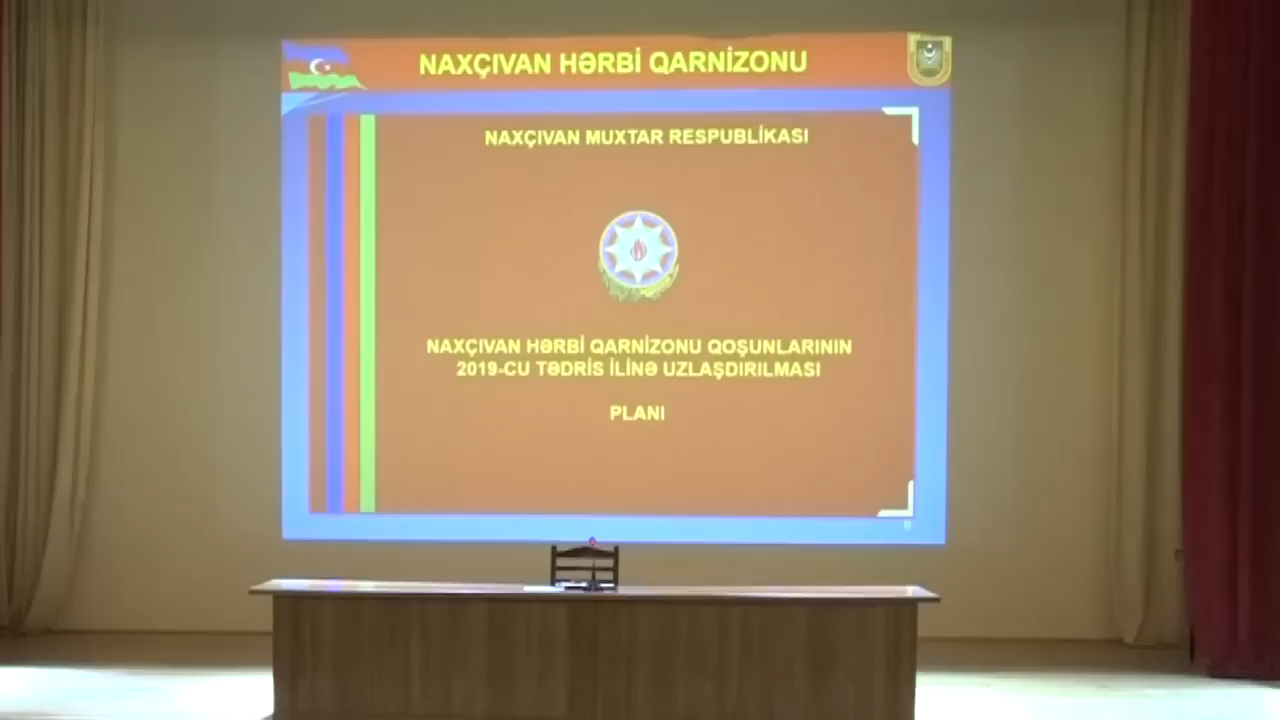 NAXÇIVAN HƏRBİ QARNİZONU
NAXÇIVAN MUXTAR RESPUBLİKASI
NAXÇIVAN HƏRBİ QARNİZONU QOŞUNLARININ
2019-CU TƏDRİS İLİNƏ UZLAŞDIRILMASI
PLANI